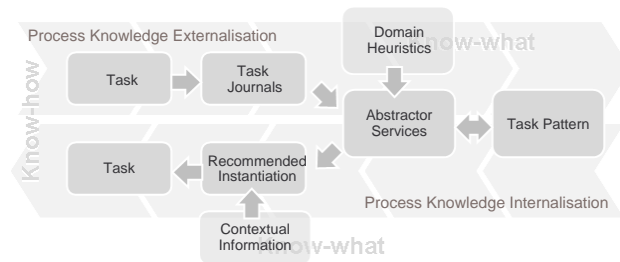 Domain
Heuristics
Process Knowledge Externalisation
Know-what
Know-how
Task
Task
Journals
Abstractor
Services
Task Pattern
Task
Recommended
Instantiation
Process Knowledge Internalisation
Contextual
Information
Know-what